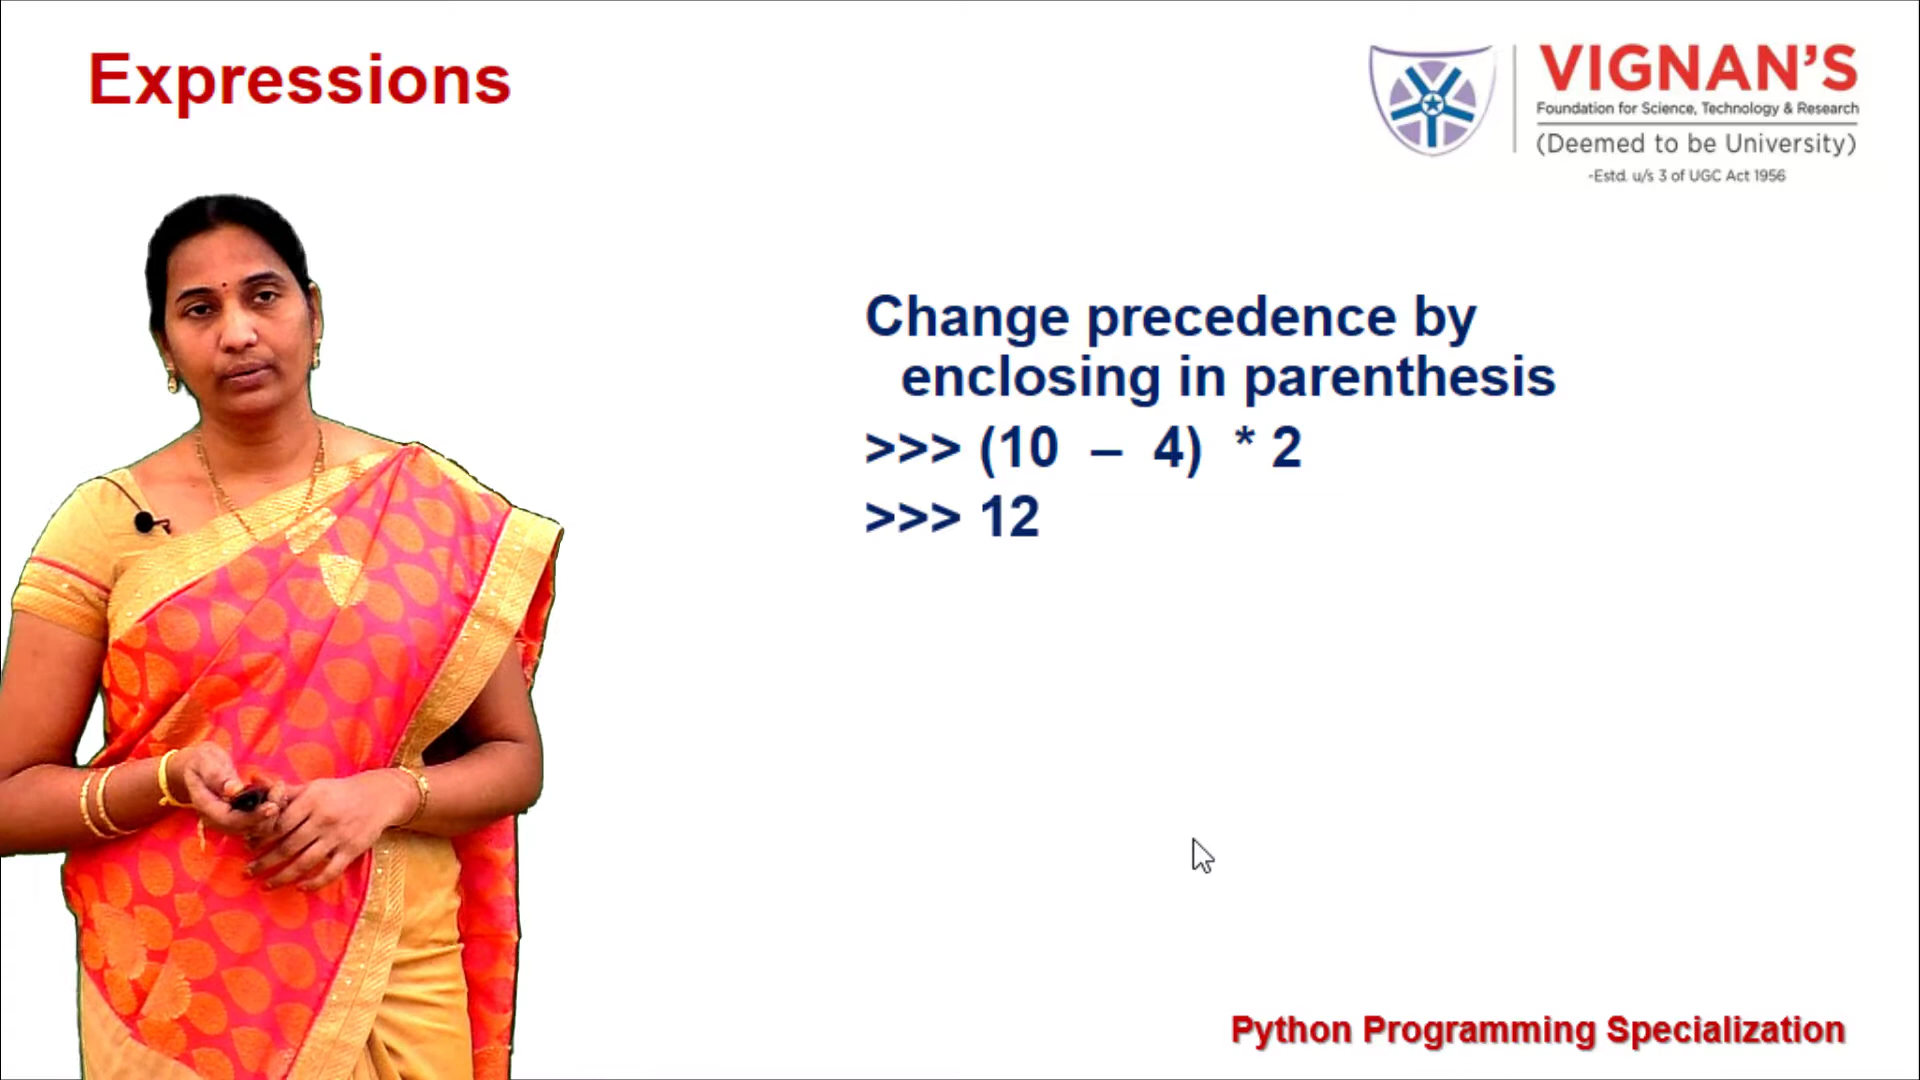 Expressions
VIGNAN'S
Foundation for Science, Technology & Research
(Deemed to be University)
-Estd. u/s 3 of UGC Act 1956
Change precedence by
enclosing in parenthesis
>>> (10 – 4) * 2
>>> 12
Python Programming Specialization